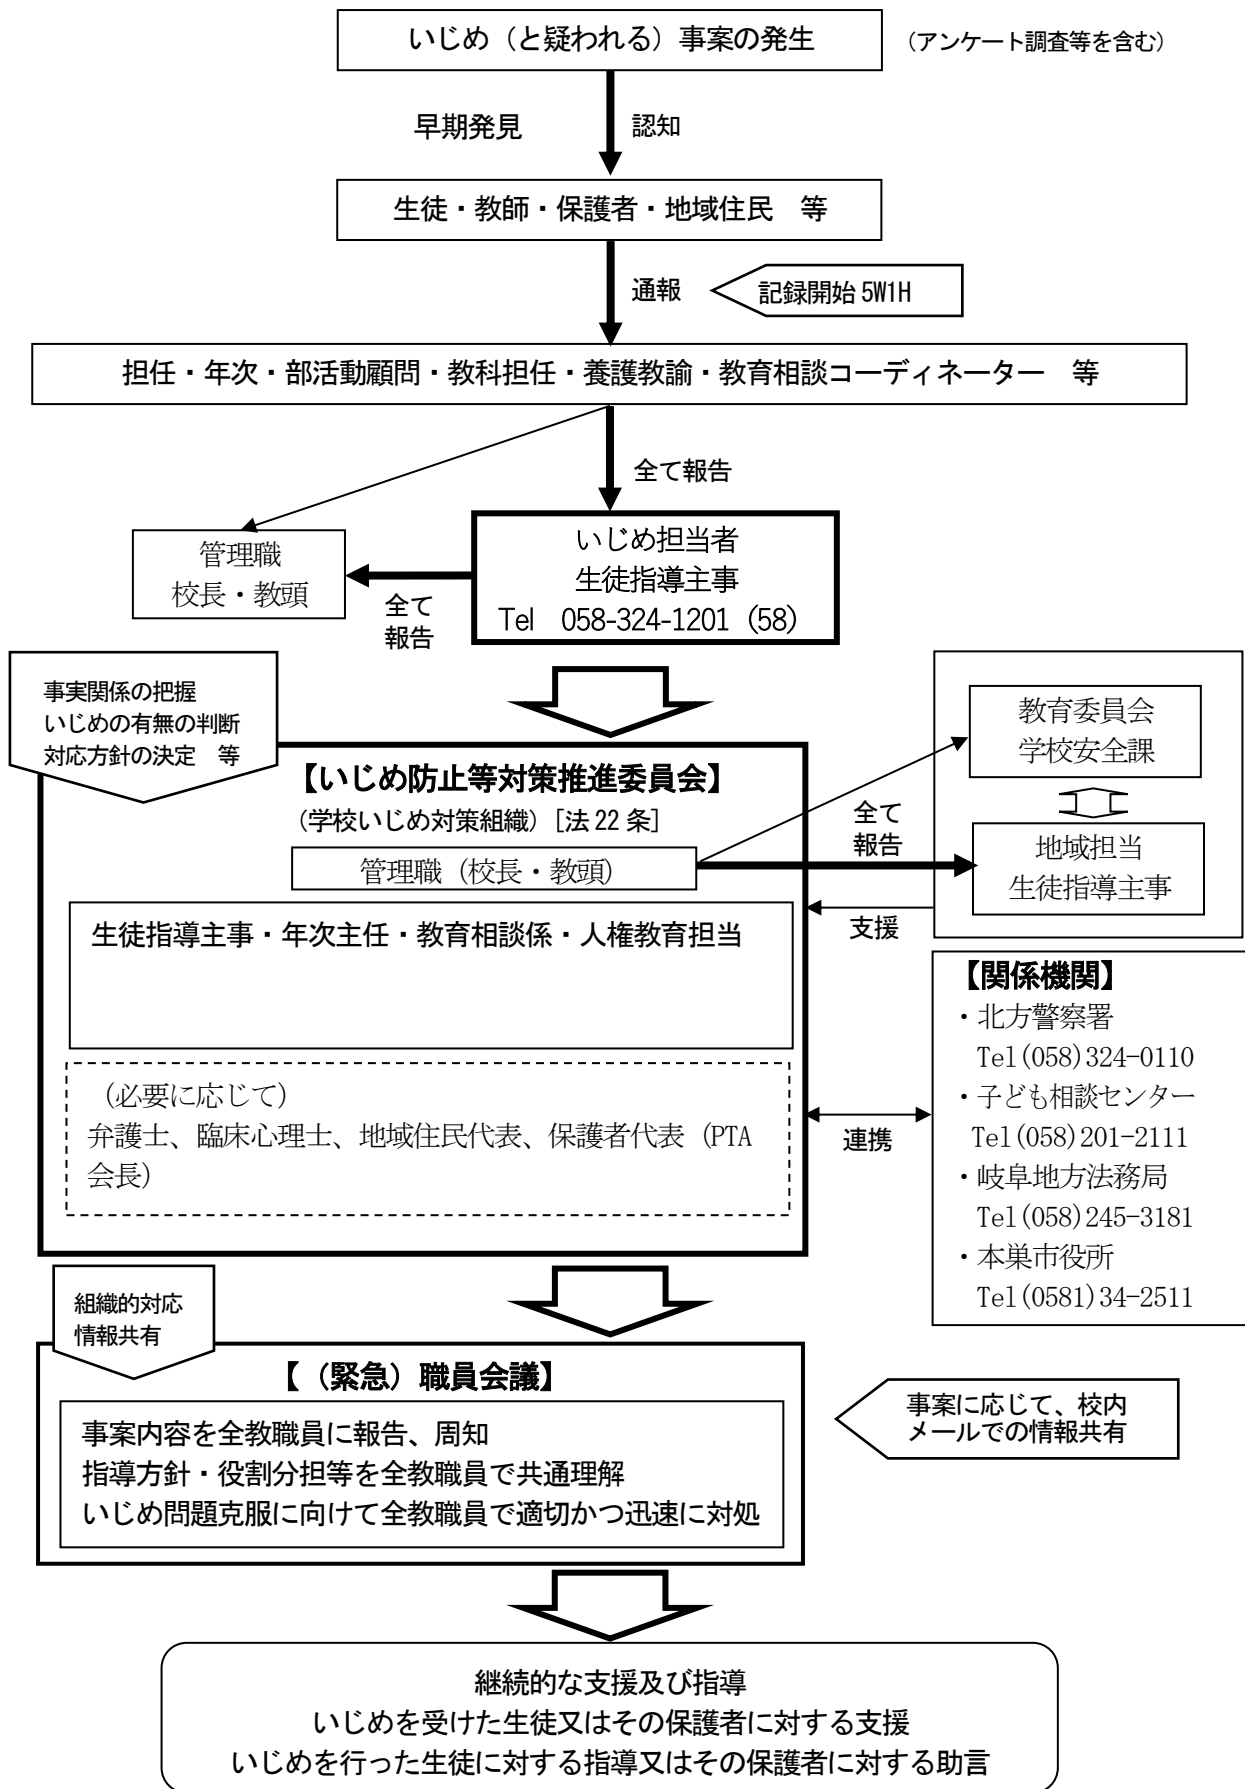 いじめ（と疑われる）事案の発生
（アンケート調査等を含む）
早期発見
認知
生徒・教師・保護者・地域住民　等
通報
記録開始 5W1H
担任・年次・部活動顧問・教科担任・養護教諭・教育相談コーディネーター　等
全て報告
いじめ担当者
生徒指導主事
Tel　058-324-1201（58）
管理職
校長・教頭
全て
報告
事実関係の把握
いじめの有無の判断
対応方針の決定　等
【いじめ防止等対策推進委員会】
（学校いじめ対策組織）［法 22 条］
管理職（校長・教頭）
生徒指導主事・年次主任・教育相談係・人権教育担当
（必要に応じて）
弁護士、臨床心理士、地域住民代表、保護者代表（PTA
会長）
教育委員会
学校安全課
全て
報告
地域担当
生徒指導主事
支援
【関係機関】
・北方警察署
Tel(058)324-0110
・子ども相談センター
Tel(058)201-2111
・岐阜地方法務局
Tel(058)245-3181
・本巣市役所
Tel(0581)34-2511
連携
組織的対応
情報共有
【（緊急）職員会議】
事案内容を全教職員に報告、周知
指導方針・役割分担等を全教職員で共通理解
いじめ問題克服に向けて全教職員で適切かつ迅速に対処
事案に応じて、校内
メールでの情報共有
継続的な支援及び指導
いじめを受けた生徒又はその保護者に対する支援
いじめを行った生徒に対する指導又はその保護者に対する助言